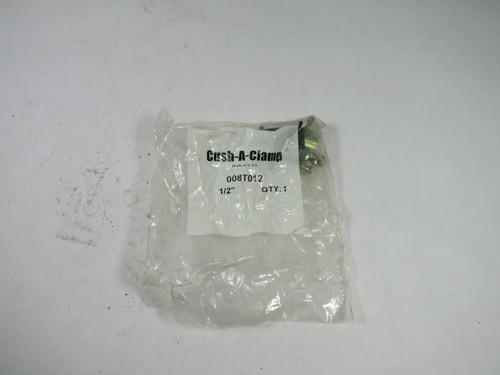 Cush-A-Clamp
008T012
1/2" QTY: 1